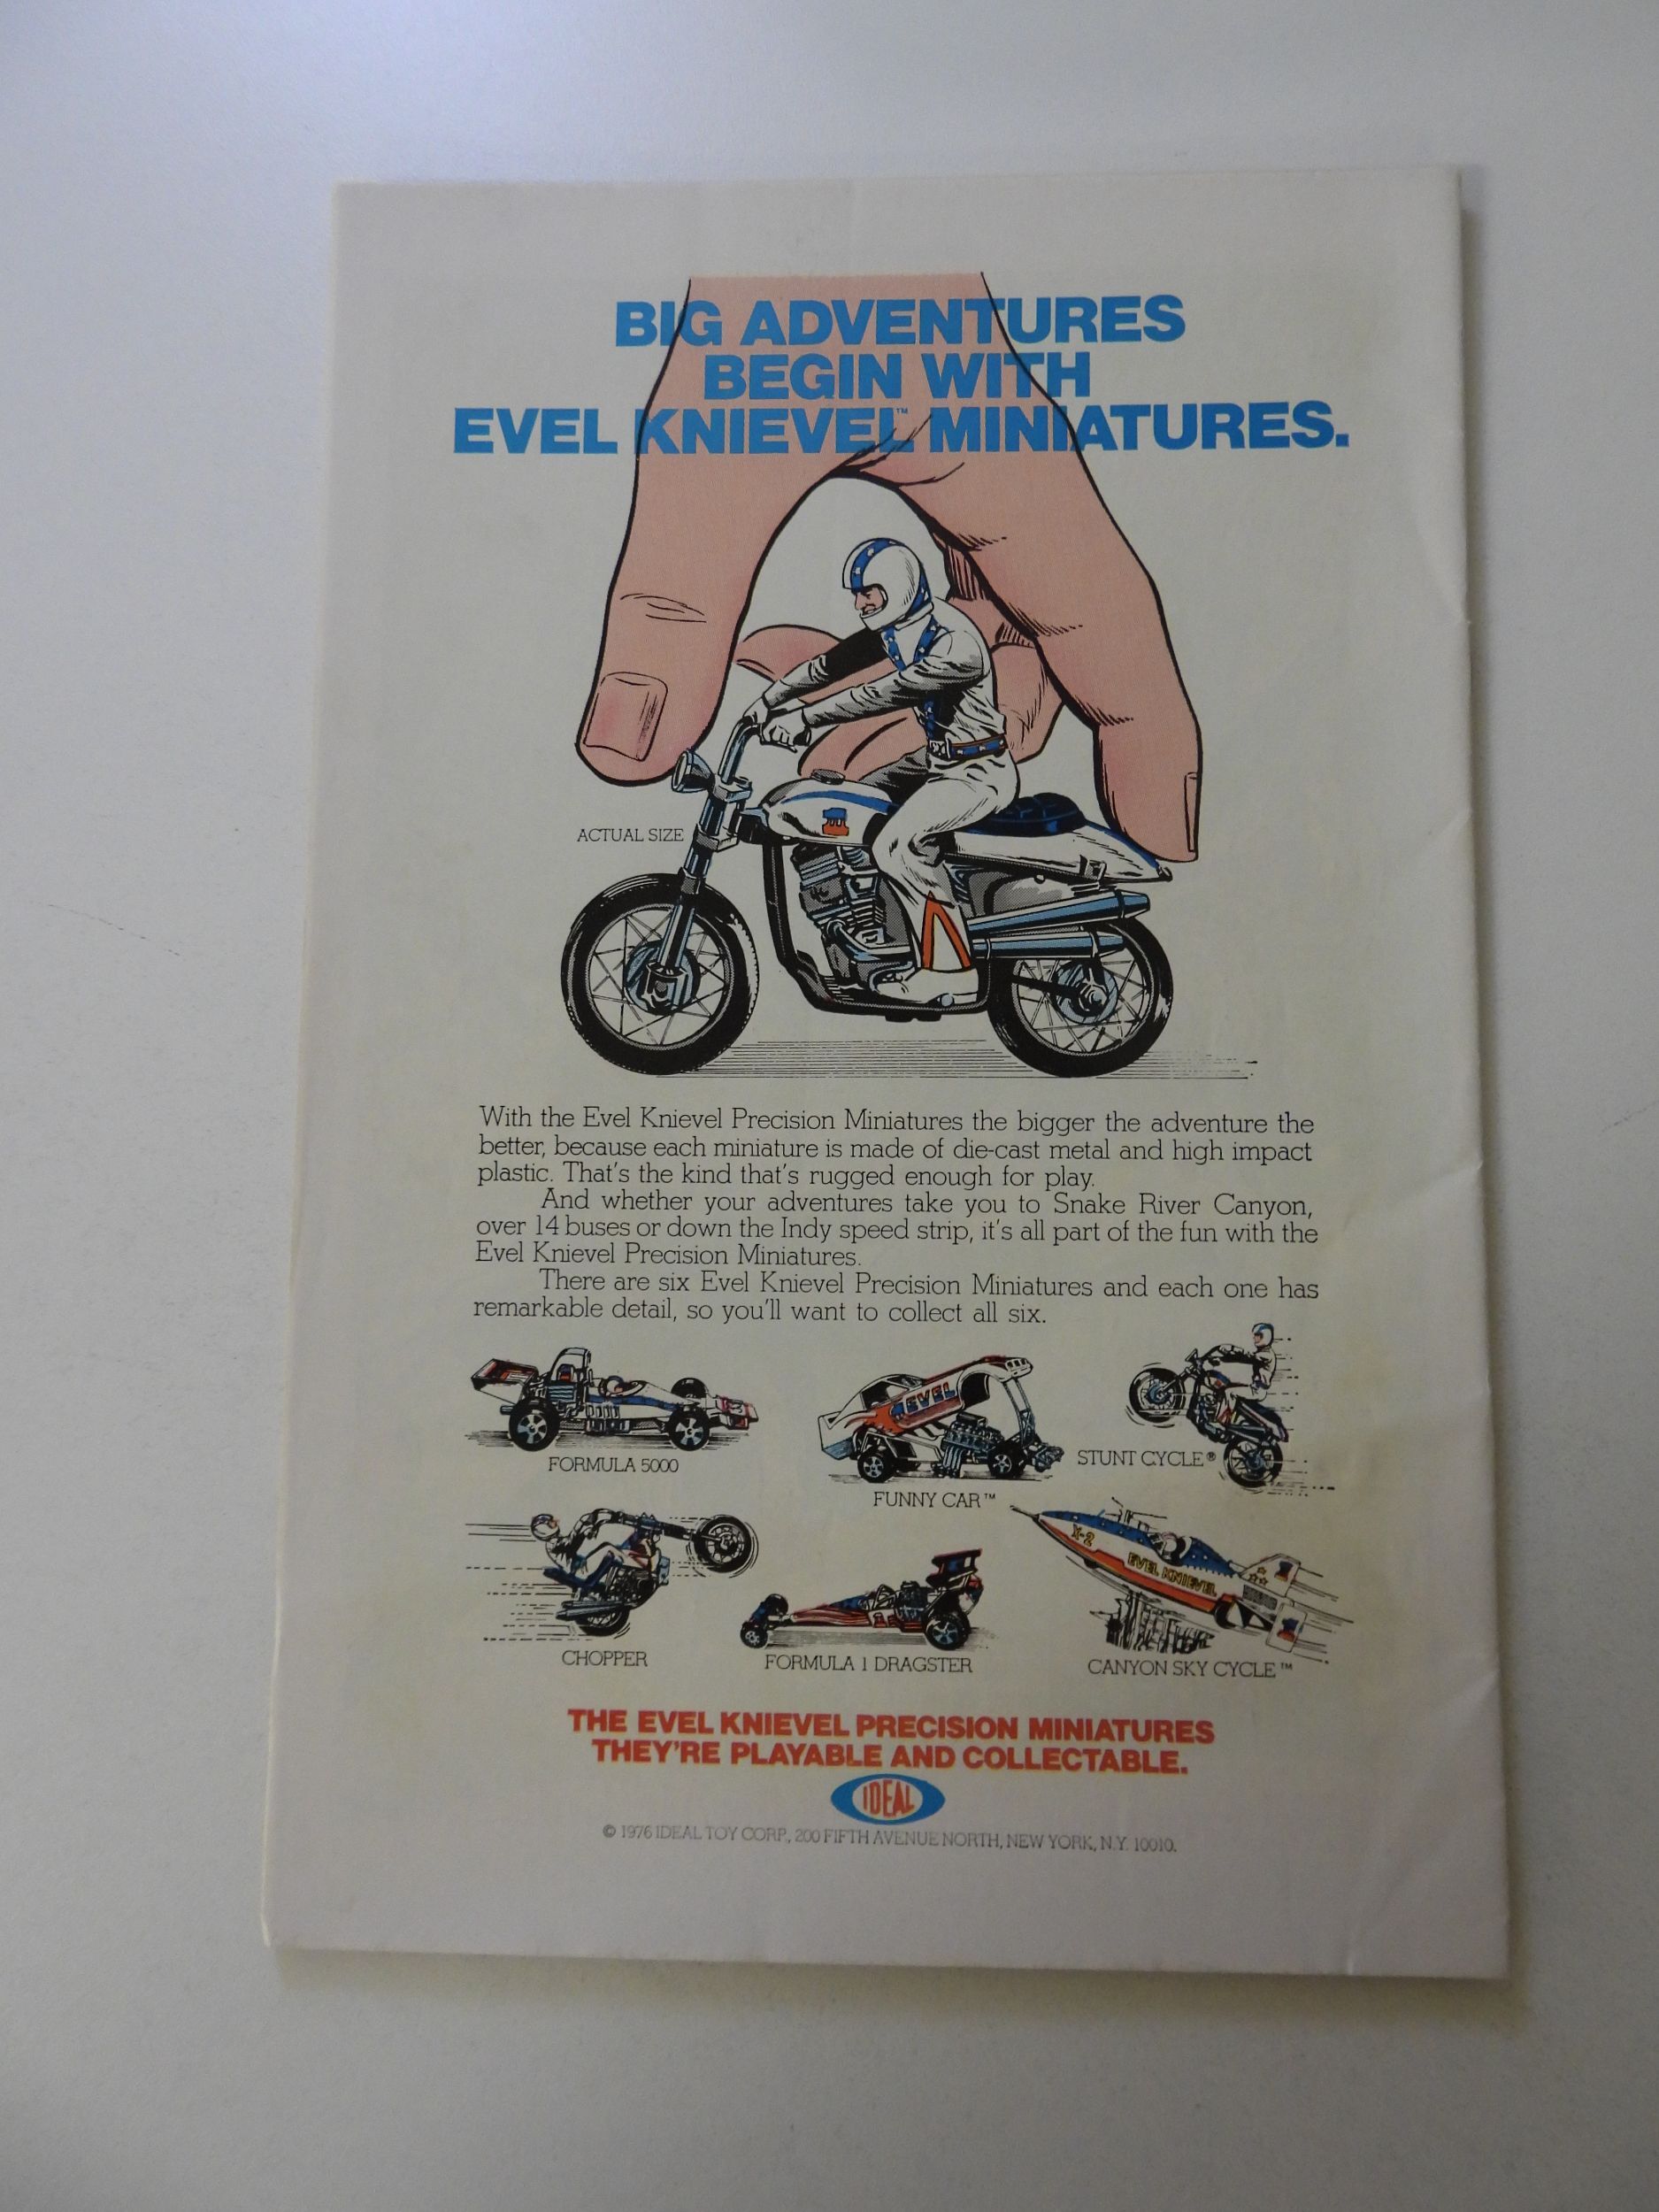 BIG ADVENTURES
BEGIN WITH
EVEL KNIEVEL™ MINIATURES.
ACTUAL SIZE
With the Evel Knievel Precision Miniatures the bigger the adventure the
better, because each miniature is made of die-cast metal and high impact
plastic. That's the kind that's rugged enough for play.
And whether your adventures take you to Snake River Canyon,
over 14 buses or down the Indy speed strip, it's all part of the fun with the
Evel Knievel Precision Miniatures.
There are six Evel Knievel Precision Miniatures and each one has
remarkable detail, so you'll want to collect all six.
EVEL
FORMULA 5000
FUNNY CAR™
STUNT CYCLE®
X-2
EVEL KNIEVEL
CHOPPER
FORMULA 1 DRAGSTER
CANYON SKY CYCLE™
THE EVEL KNIEVEL PRECISION MINIATURES
THEY'RE PLAYABLE AND COLLECTABLE.
IDEAL
© 1976 IDEAL TOY CORP., 200 FIFTH AVENUE NORTH, NEW YORK, N.Y. 10010.